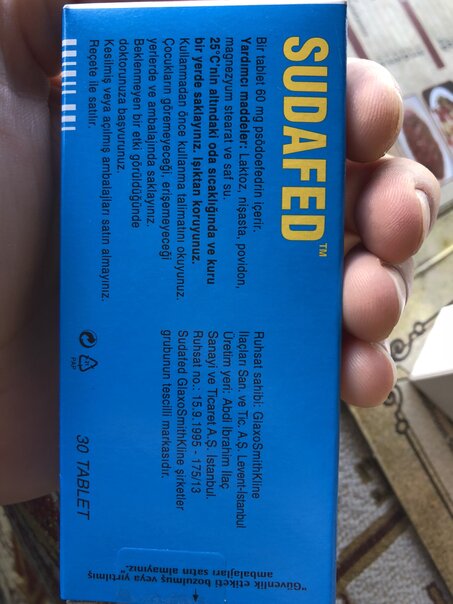 SUDAFED™
Bir tablet 60 mg psödoefedrin içerir.
Yardımcı maddeler: Laktoz, nişasta, povidon,
magnezyum stearat ve saf su.
25°C'nin altındaki oda sıcaklığında ve kuru
bir yerde saklayınız. Işıktan koruyunuz.
Kullanmadan önce kullanma talimatını okuyunuz.
Çocukların göremeyeceği, erişemeyeceği
yerlerde ve ambalajında saklayınız.
Beklenmeyen bir etki görüldüğünde
doktorunuza başvurunuz.
Kesilmiş veya açılmış ambalajları satın almayınız.
Reçete ile satılır.
Ruhsat sahibi: GlaxoSmithKline
İlaçları San. ve Tic. A.Ş. Levent-İstanbul
Üretim yeri: Abdi İbrahim İlaç
Sanayi ve Ticaret A.Ş. İstanbul
Ruhsat no.: 15.9.1995 - 175/13
Sudafed GlaxoSmithKline şirketler
grubunun tescilli markasıdır.
PAP
30 TABLET
"Güvenlik etiketi bozulmuş veya yırtılmış
ambalajları satın almayınız."